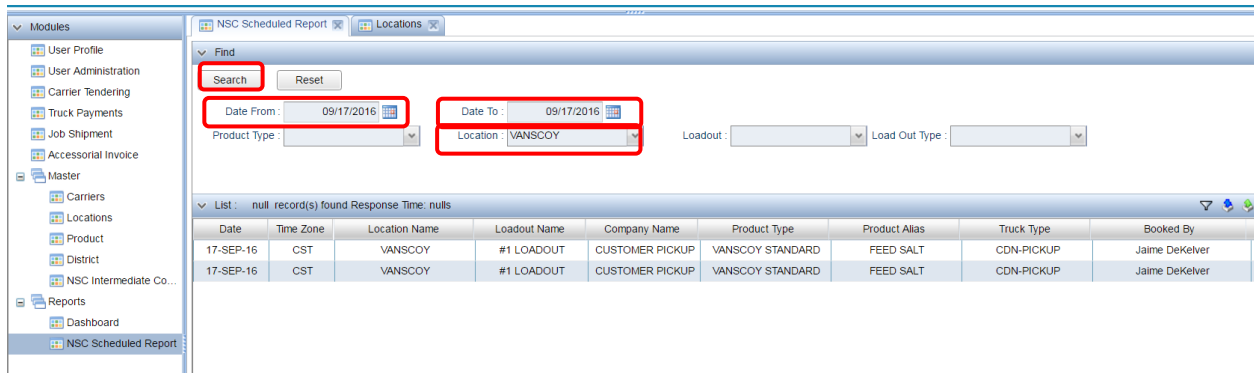 Modules
User Profile
User Administration
Carrier Tendering
Truck Payments
Job Shipment
Accessorial Invoice
Master
Carriers
Locations
Product
District
NSC Intermediate Co...
Reports
Dashboard
NSC Scheduled Report
NSC Scheduled Report Locations
Find
Search Reset
Date From : 09/17/2016 Date To : 09/17/2016
Product Type : Location : VANSCOY Loadout : Load Out Type :
List : null record(s) found Response Time: nulls
Date Time Zone Location Name Loadout Name Company Name Product Type Product Alias Truck Type Booked By
17-SEP-16 CST VANSCOY #1 LOADOUT CUSTOMER PICKUP VANSCOY STANDARD FEED SALT CDN-PICKUP Jaime DeKelver
17-SEP-16 CST VANSCOY #1 LOADOUT CUSTOMER PICKUP VANSCOY STANDARD FEED SALT CDN-PICKUP Jaime DeKelver